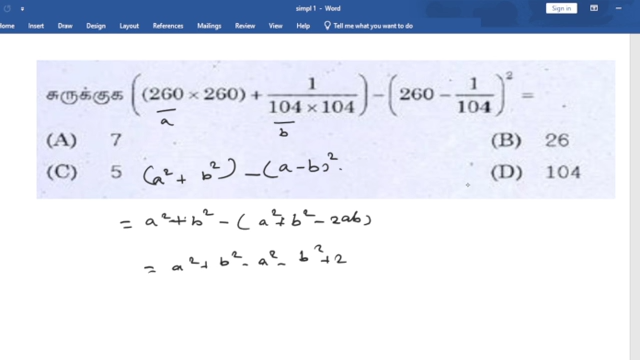 simpl 1 - Word
Sign in
Home Insert Draw Design Layout References Mailings Review View Help Tell me what you want to do
சுருக்குக ((260 × 260) + 1/(104 × 104)) − (260 − 1/104)² =
a b
(A) 7 (B) 26
(C) 5 (a² + b²) − (a − b)². (D) 104
= a² + b² − (a² + b² − 2ab)
= a² + b² − a² − b² + 2